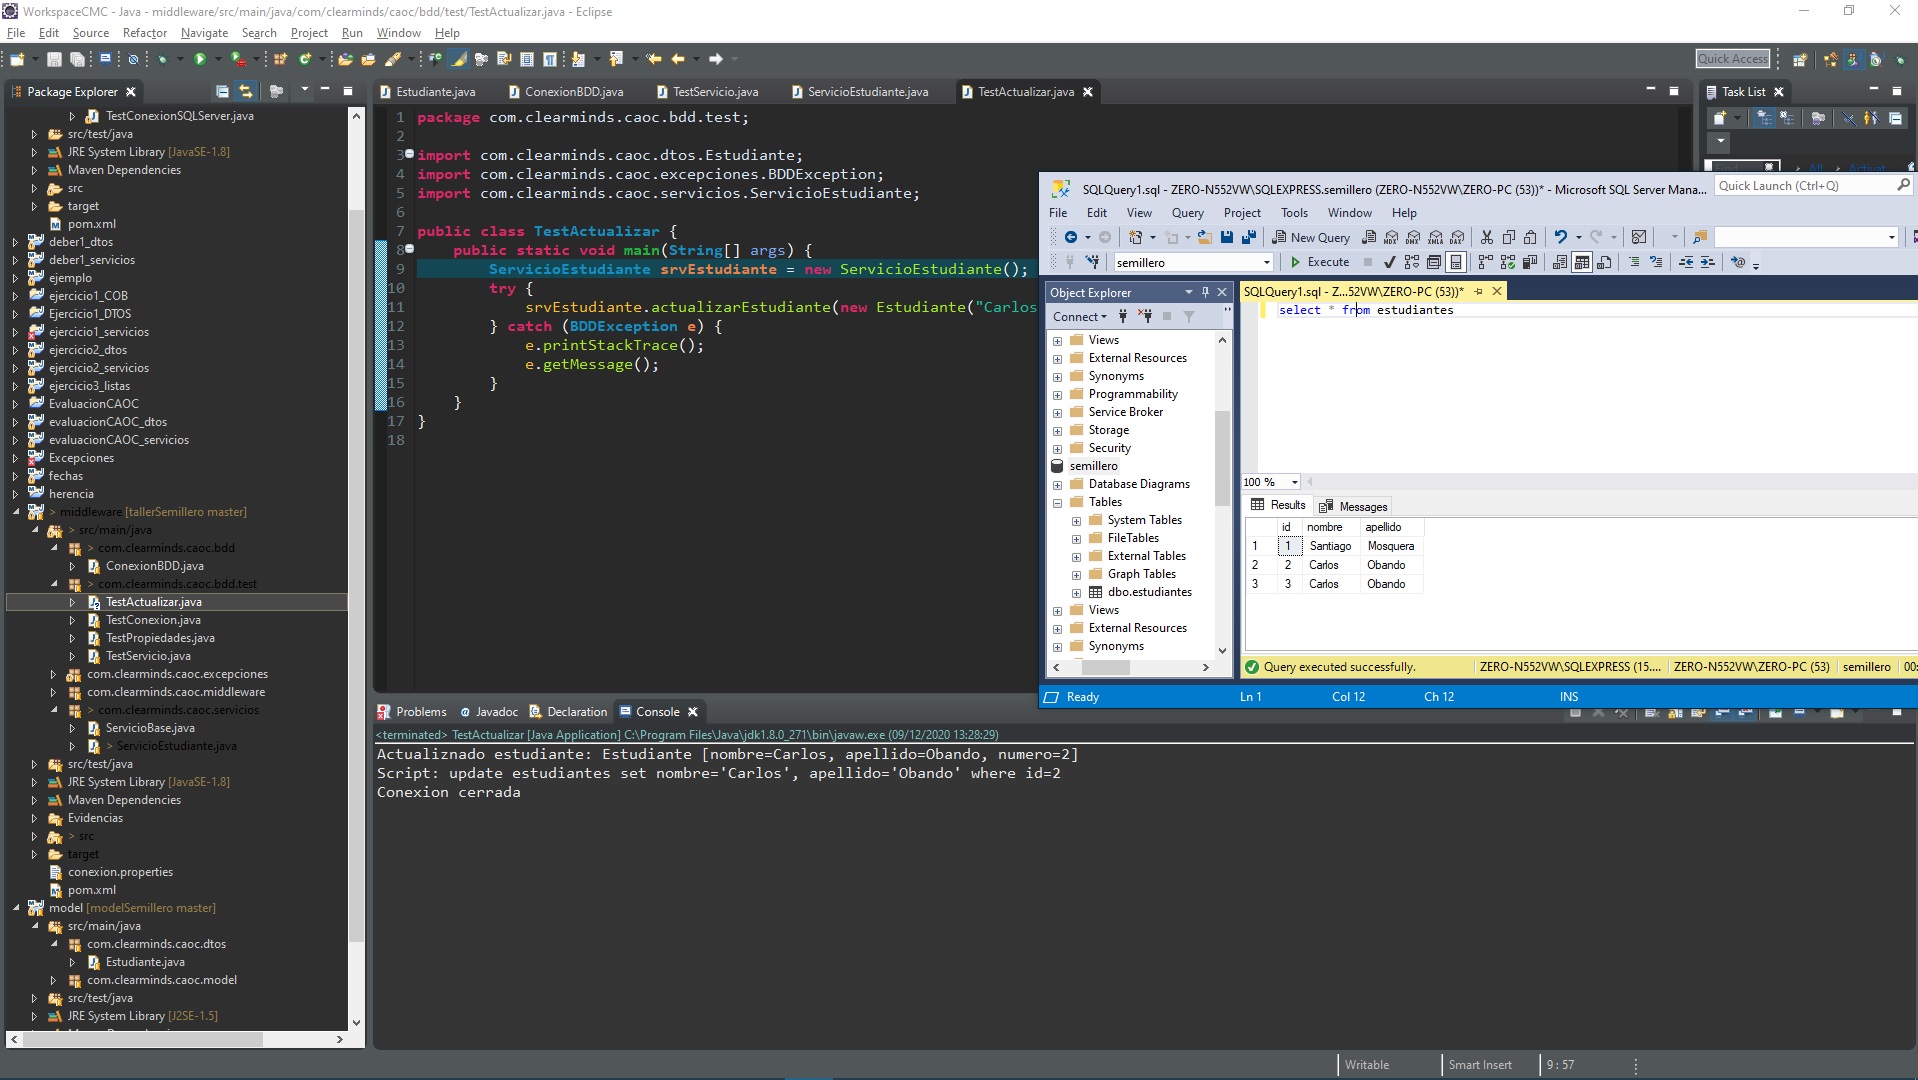 WorkspaceCMC - Java - middleware/src/main/java/com/clearminds/caoc/bdd/test/TestActualizar.java - Eclipse
File Edit Source Refactor Navigate Search Project Run Window Help
Quick Access
Package Explorer
TestConexionSQLServer.java
src/test/java
JRE System Library [JavaSE-1.8]
Maven Dependencies
src
target
pom.xml
deber1_dtos
deber1_servicios
ejemplo
ejercicio1_COB
Ejercicio1_DTOS
ejercicio1_servicios
ejercicio2_dtos
ejercicio2_servicios
ejercicio3_listas
EvaluacionCAOC
evaluacionCAOC_dtos
evaluacionCAOC_servicios
Excepciones
fechas
herencia
> middleware [tallerSemillero master]
> src/main/java
> com.clearminds.caoc.bdd
ConexionBDD.java
> com.clearminds.caoc.bdd.test
TestActualizar.java
TestConexion.java
TestPropiedades.java
TestServicio.java
com.clearminds.caoc.excepciones
com.clearminds.caoc.middleware
> com.clearminds.caoc.servicios
ServicioBase.java
> ServicioEstudiante.java
src/test/java
JRE System Library [JavaSE-1.8]
Maven Dependencies
Evidencias
> src
target
conexion.properties
pom.xml
model [modelSemillero master]
src/main/java
com.clearminds.caoc.dtos
Estudiante.java
com.clearminds.caoc.model
src/test/java
JRE System Library [J2SE-1.5]
Estudiante.java ConexionBDD.java TestServicio.java ServicioEstudiante.java TestActualizar.java
1 package com.clearminds.caoc.bdd.test;
2
3 import com.clearminds.caoc.dtos.Estudiante;
4 import com.clearminds.caoc.excepciones.BDDException;
5 import com.clearminds.caoc.servicios.ServicioEstudiante;
6
7 public class TestActualizar {
8 public static void main(String[] args) {
9 ServicioEstudiante srvEstudiante = new ServicioEstudiante();
10 try {
11 srvEstudiante.actualizarEstudiante(new Estudiante("Carlos
12 } catch (BDDException e) {
13 e.printStackTrace();
14 e.getMessage();
15 }
16 }
17 }
18
Task List
SQLQuery1.sql - ZERO-N552VW\SQLEXPRESS.semillero (ZERO-N552VW\ZERO-PC (53))* - Microsoft SQL Server Mana...
Quick Launch (Ctrl+Q)
File Edit View Query Project Tools Window Help
New Query
MDX DMX XMLA DAX
semillero
Execute
Object Explorer
Connect
Views
External Resources
Synonyms
Programmability
Service Broker
Storage
Security
semillero
Database Diagrams
Tables
System Tables
FileTables
External Tables
Graph Tables
dbo.estudiantes
Views
External Resources
Synonyms
SQLQuery1.sql - Z...52VW\ZERO-PC (53))*
select * from estudiantes
100 %
Results Messages
id nombre apellido
1 1 Santiago Mosquera
2 2 Carlos Obando
3 3 Carlos Obando
Query executed successfully. ZERO-N552VW\SQLEXPRESS (15.... ZERO-N552VW\ZERO-PC (53) semillero 00:
Ready Ln 1 Col 12 Ch 12 INS
Problems Javadoc Declaration Console
<terminated> TestActualizar [Java Application] C:\Program Files\Java\jdk1.8.0_271\bin\javaw.exe (09/12/2020 13:28:29)
Actualiznado estudiante: Estudiante [nombre=Carlos, apellido=Obando, numero=2]
Script: update estudiantes set nombre='Carlos', apellido='Obando' where id=2
Conexion cerrada
Writable Smart Insert 9 : 57